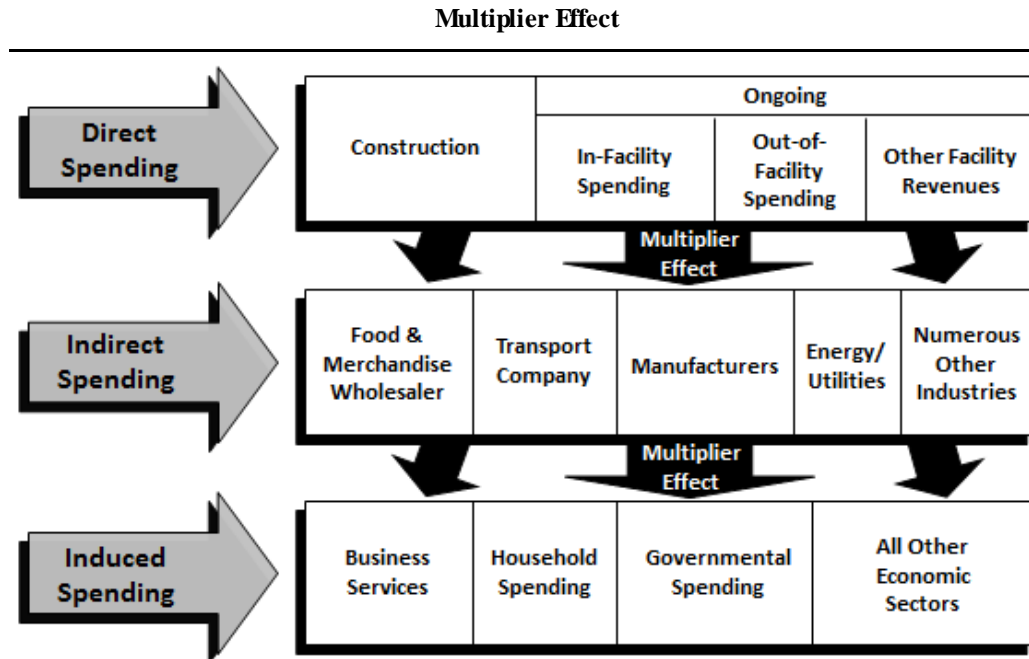 Multiplier Effect
Direct
Spending
Construction
Ongoing
In-Facility
Spending
Out-of-
Facility
Spending
Other Facility
Revenues
Multiplier
Effect
Indirect
Spending
Food &
Merchandise
Wholesaler
Transport
Company
Manufacturers
Energy/
Utilities
Numerous
Other
Industries
Multiplier
Effect
Induced
Spending
Business
Services
Household
Spending
Governmental
Spending
All Other
Economic
Sectors